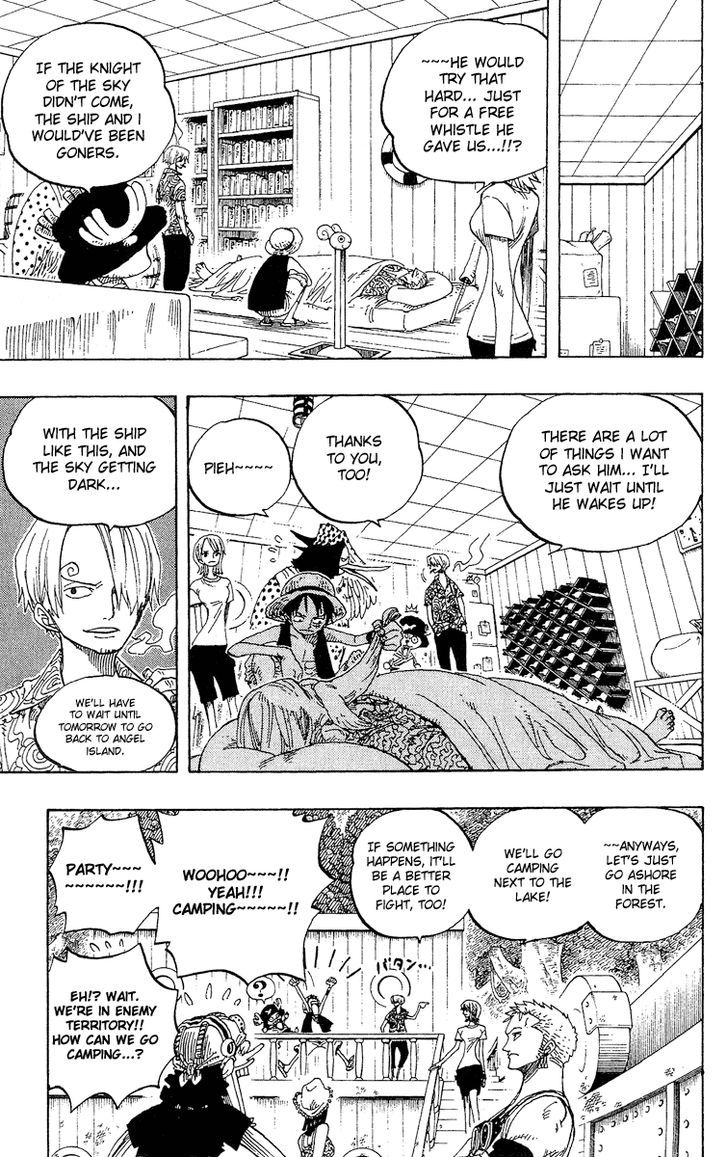 ~~~HE WOULD
TRY THAT
HARD... JUST
FOR A FREE
WHISTLE HE
GAVE US...!!?
IF THE KNIGHT
OF THE SKY
DIDN'T COME,
THE SHIP AND I
WOULD'VE BEEN
GONERS.
THERE ARE A LOT
OF THINGS I WANT
TO ASK HIM... I'LL
JUST WAIT UNTIL
HE WAKES UP!
THANKS
TO YOU,
TOO!
PIEH~~~~
WITH THE SHIP
LIKE THIS, AND
THE SKY GETTING
DARK...
WE'LL HAVE
TO WAIT UNTIL
TOMORROW TO GO
BACK TO ANGEL
ISLAND.
~~ANYWAYS,
LET'S JUST
GO ASHORE
IN THE
FOREST.
WE'LL GO
CAMPING
NEXT TO THE
LAKE!
IF SOMETHING
HAPPENS, IT'LL
BE A BETTER
PLACE TO
FIGHT, TOO!
WOOHOO~~~!!
YEAH!!!
CAMPING~~~~~!!
PARTY~~~
~~~~~~!!!
バタン…
?
EH!? WAIT.
WE'RE IN ENEMY
TERRITORY!!
HOW CAN WE GO
CAMPING...?